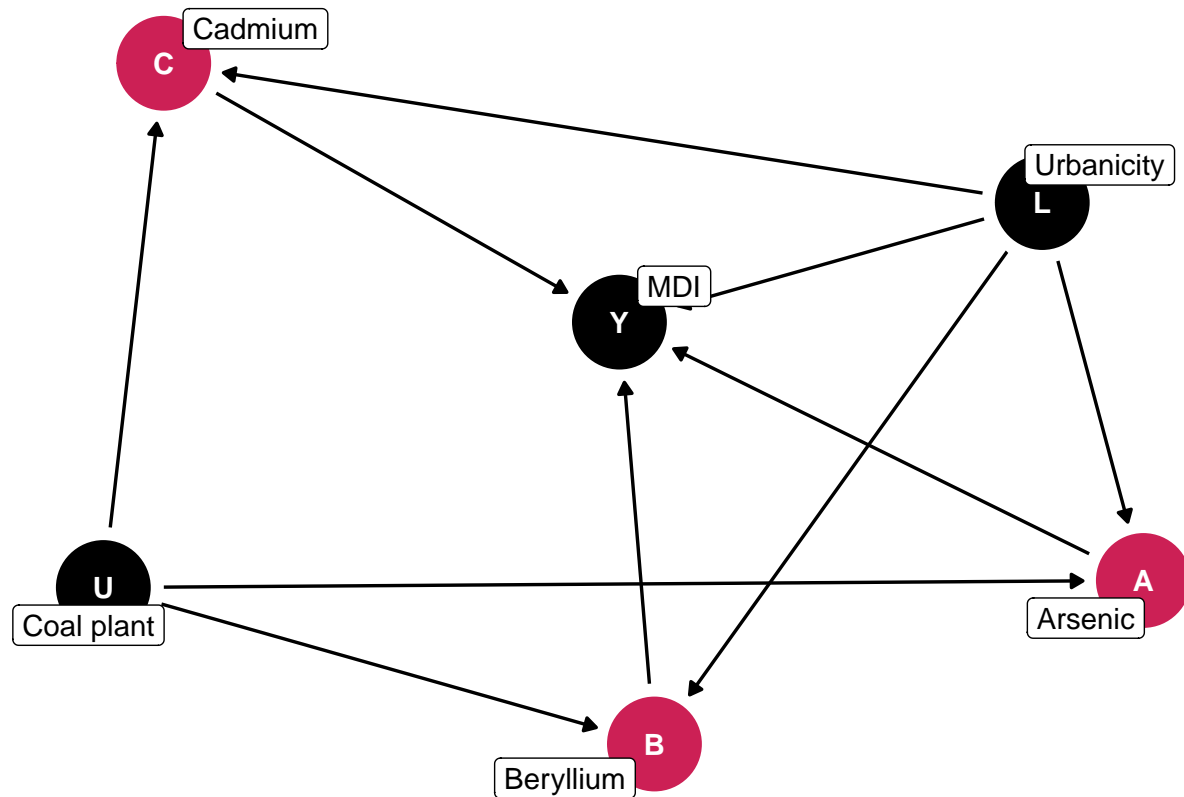 Cadmium
C
Urbanicity
L
MDI
Y
U
Coal plant
A
Arsenic
B
Beryllium